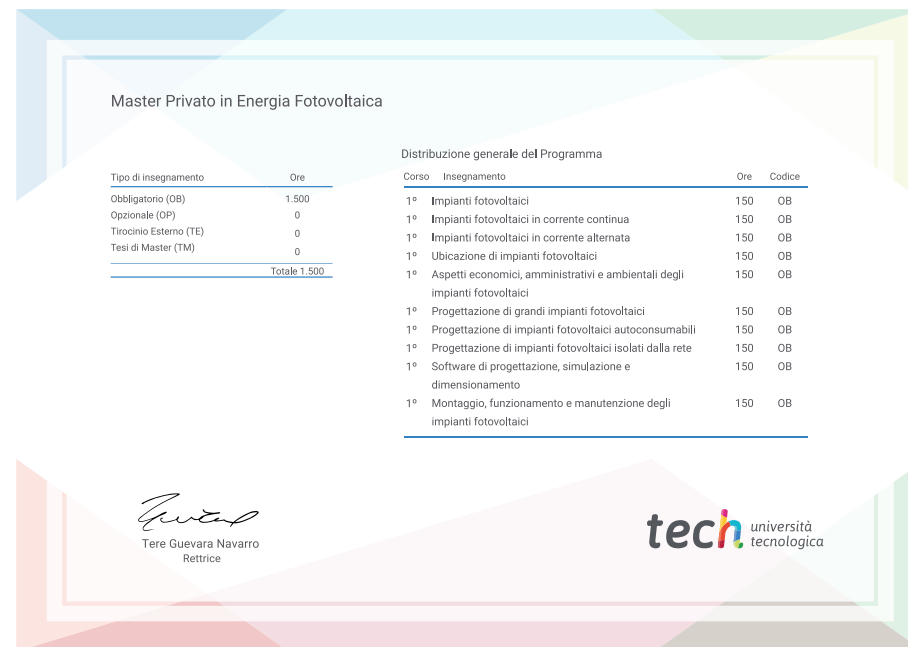 Master Privato in Energia Fotovoltaica
Tipo di insegnamento Ore
Obbligatorio (OB) 1.500
Opzionale (OP) 0
Tirocinio Esterno (TE) 0
Tesi di Master (TM) 0
Totale 1.500
Distribuzione generale del Programma
Corso Insegnamento Ore Codice
1º Impianti fotovoltaici 150 OB
1º Impianti fotovoltaici in corrente continua 150 OB
1º Impianti fotovoltaici in corrente alternata 150 OB
1º Ubicazione di impianti fotovoltaici 150 OB
1º Aspetti economici, amministrativi e ambientali degli 150 OB
impianti fotovoltaici
1º Progettazione di grandi impianti fotovoltaici 150 OB
1º Progettazione di impianti fotovoltaici autoconsumabili 150 OB
1º Progettazione di impianti fotovoltaici isolati dalla rete 150 OB
1º Software di progettazione, simulazione e 150 OB
dimensionamento
1º Montaggio, funzionamento e manutenzione degli 150 OB
impianti fotovoltaici
Tere Guevara Navarro
Rettrice
tech università
tecnologica